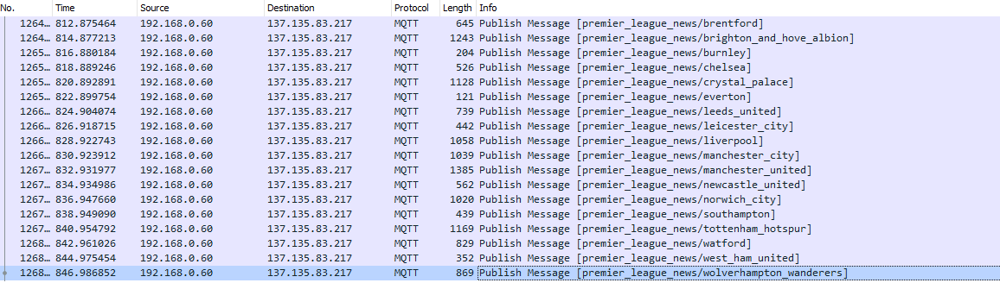 No. Time Source Destination Protocol Length Info
1264… 812.875464 192.168.0.60 137.135.83.217 MQTT 645 Publish Message [premier_league_news/brentford]
1264… 814.877213 192.168.0.60 137.135.83.217 MQTT 1243 Publish Message [premier_league_news/brighton_and_hove_albion]
1265… 816.880184 192.168.0.60 137.135.83.217 MQTT 204 Publish Message [premier_league_news/burnley]
1265… 818.889246 192.168.0.60 137.135.83.217 MQTT 526 Publish Message [premier_league_news/chelsea]
1265… 820.892891 192.168.0.60 137.135.83.217 MQTT 1128 Publish Message [premier_league_news/crystal_palace]
1265… 822.899754 192.168.0.60 137.135.83.217 MQTT 121 Publish Message [premier_league_news/everton]
1266… 824.904074 192.168.0.60 137.135.83.217 MQTT 739 Publish Message [premier_league_news/leeds_united]
1266… 826.918715 192.168.0.60 137.135.83.217 MQTT 442 Publish Message [premier_league_news/leicester_city]
1266… 828.922743 192.168.0.60 137.135.83.217 MQTT 1058 Publish Message [premier_league_news/liverpool]
1266… 830.923912 192.168.0.60 137.135.83.217 MQTT 1039 Publish Message [premier_league_news/manchester_city]
1267… 832.931977 192.168.0.60 137.135.83.217 MQTT 1385 Publish Message [premier_league_news/manchester_united]
1267… 834.934986 192.168.0.60 137.135.83.217 MQTT 562 Publish Message [premier_league_news/newcastle_united]
1267… 836.947660 192.168.0.60 137.135.83.217 MQTT 1020 Publish Message [premier_league_news/norwich_city]
1267… 838.949090 192.168.0.60 137.135.83.217 MQTT 439 Publish Message [premier_league_news/southampton]
1267… 840.954792 192.168.0.60 137.135.83.217 MQTT 1169 Publish Message [premier_league_news/tottenham_hotspur]
1268… 842.961026 192.168.0.60 137.135.83.217 MQTT 829 Publish Message [premier_league_news/watford]
1268… 844.975454 192.168.0.60 137.135.83.217 MQTT 352 Publish Message [premier_league_news/west_ham_united]
1268… 846.986852 192.168.0.60 137.135.83.217 MQTT 869 Publish Message [premier_league_news/wolverhampton_wanderers]